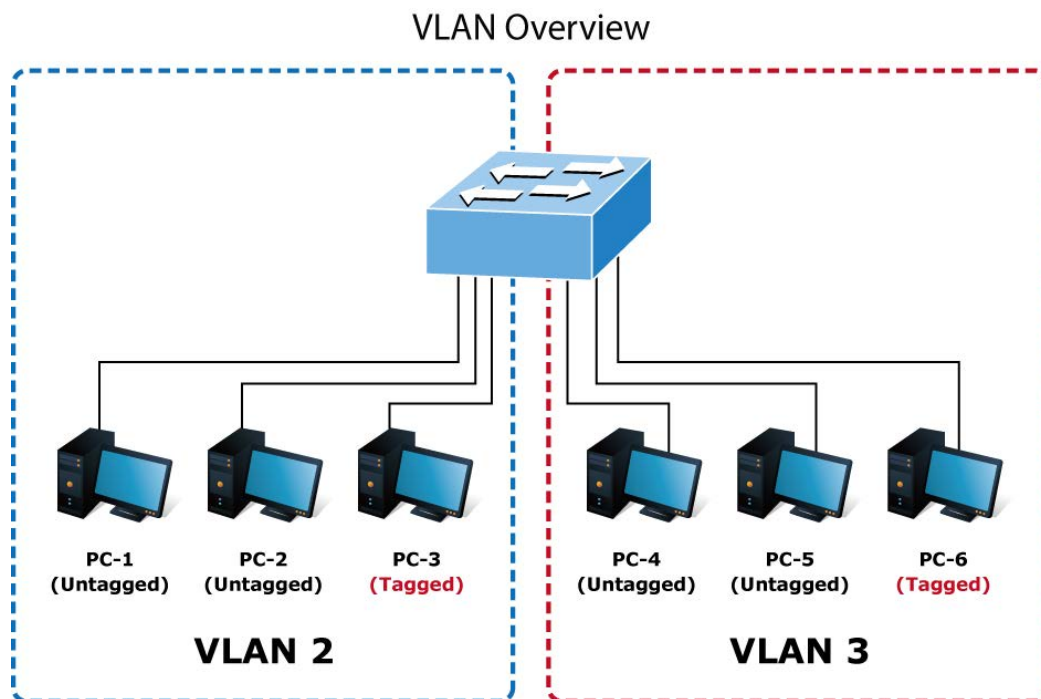 VLAN Overview
PC-1
(Untagged)
PC-2
(Untagged)
PC-3
(Tagged)
PC-4
(Untagged)
PC-5
(Untagged)
PC-6
(Tagged)
VLAN 2
VLAN 3